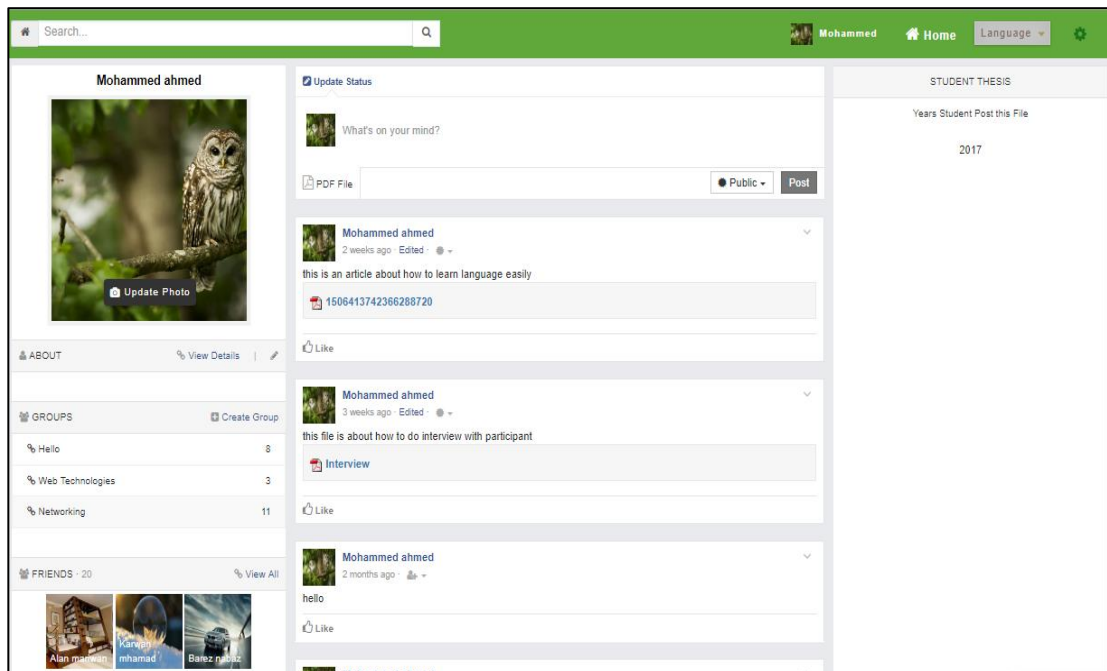 Search...
Mohammed
Home
Language
Mohammed ahmed
Update Photo
ABOUT
View Details |
GROUPS
Create Group
Hello 8
Web Technologies 3
Networking 11
FRIENDS · 20
View All
Alan marwan
Karwan mhamad
Barez nabaz
Update Status
What's on your mind?
PDF File
Public
Post
Mohammed ahmed
2 weeks ago · Edited ·
this is an article about how to learn language easily
1506413742366288720
Like
Mohammed ahmed
3 weeks ago · Edited ·
this file is about how to do interview with participant
Interview
Like
Mohammed ahmed
2 months ago ·
hello
Like
STUDENT THESIS
Years Student Post this File
2017